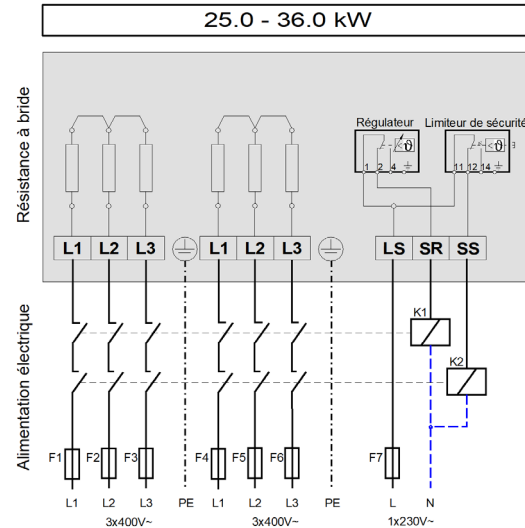 25.0 - 36.0 kW
Résistance à bride
Régulateur Limiteur de sécurité
ϑ ϑ 3
1 2 4 11 12 14
L1 L2 L3 L1 L2 L3 LS SR SS
Alimentation électrique
K1
K2
F1 F2 F3 F4 F5 F6 F7
L1 L2 L3 PE L1 L2 L3 PE L N
3x400V~ 3x400V~ 1x230V~